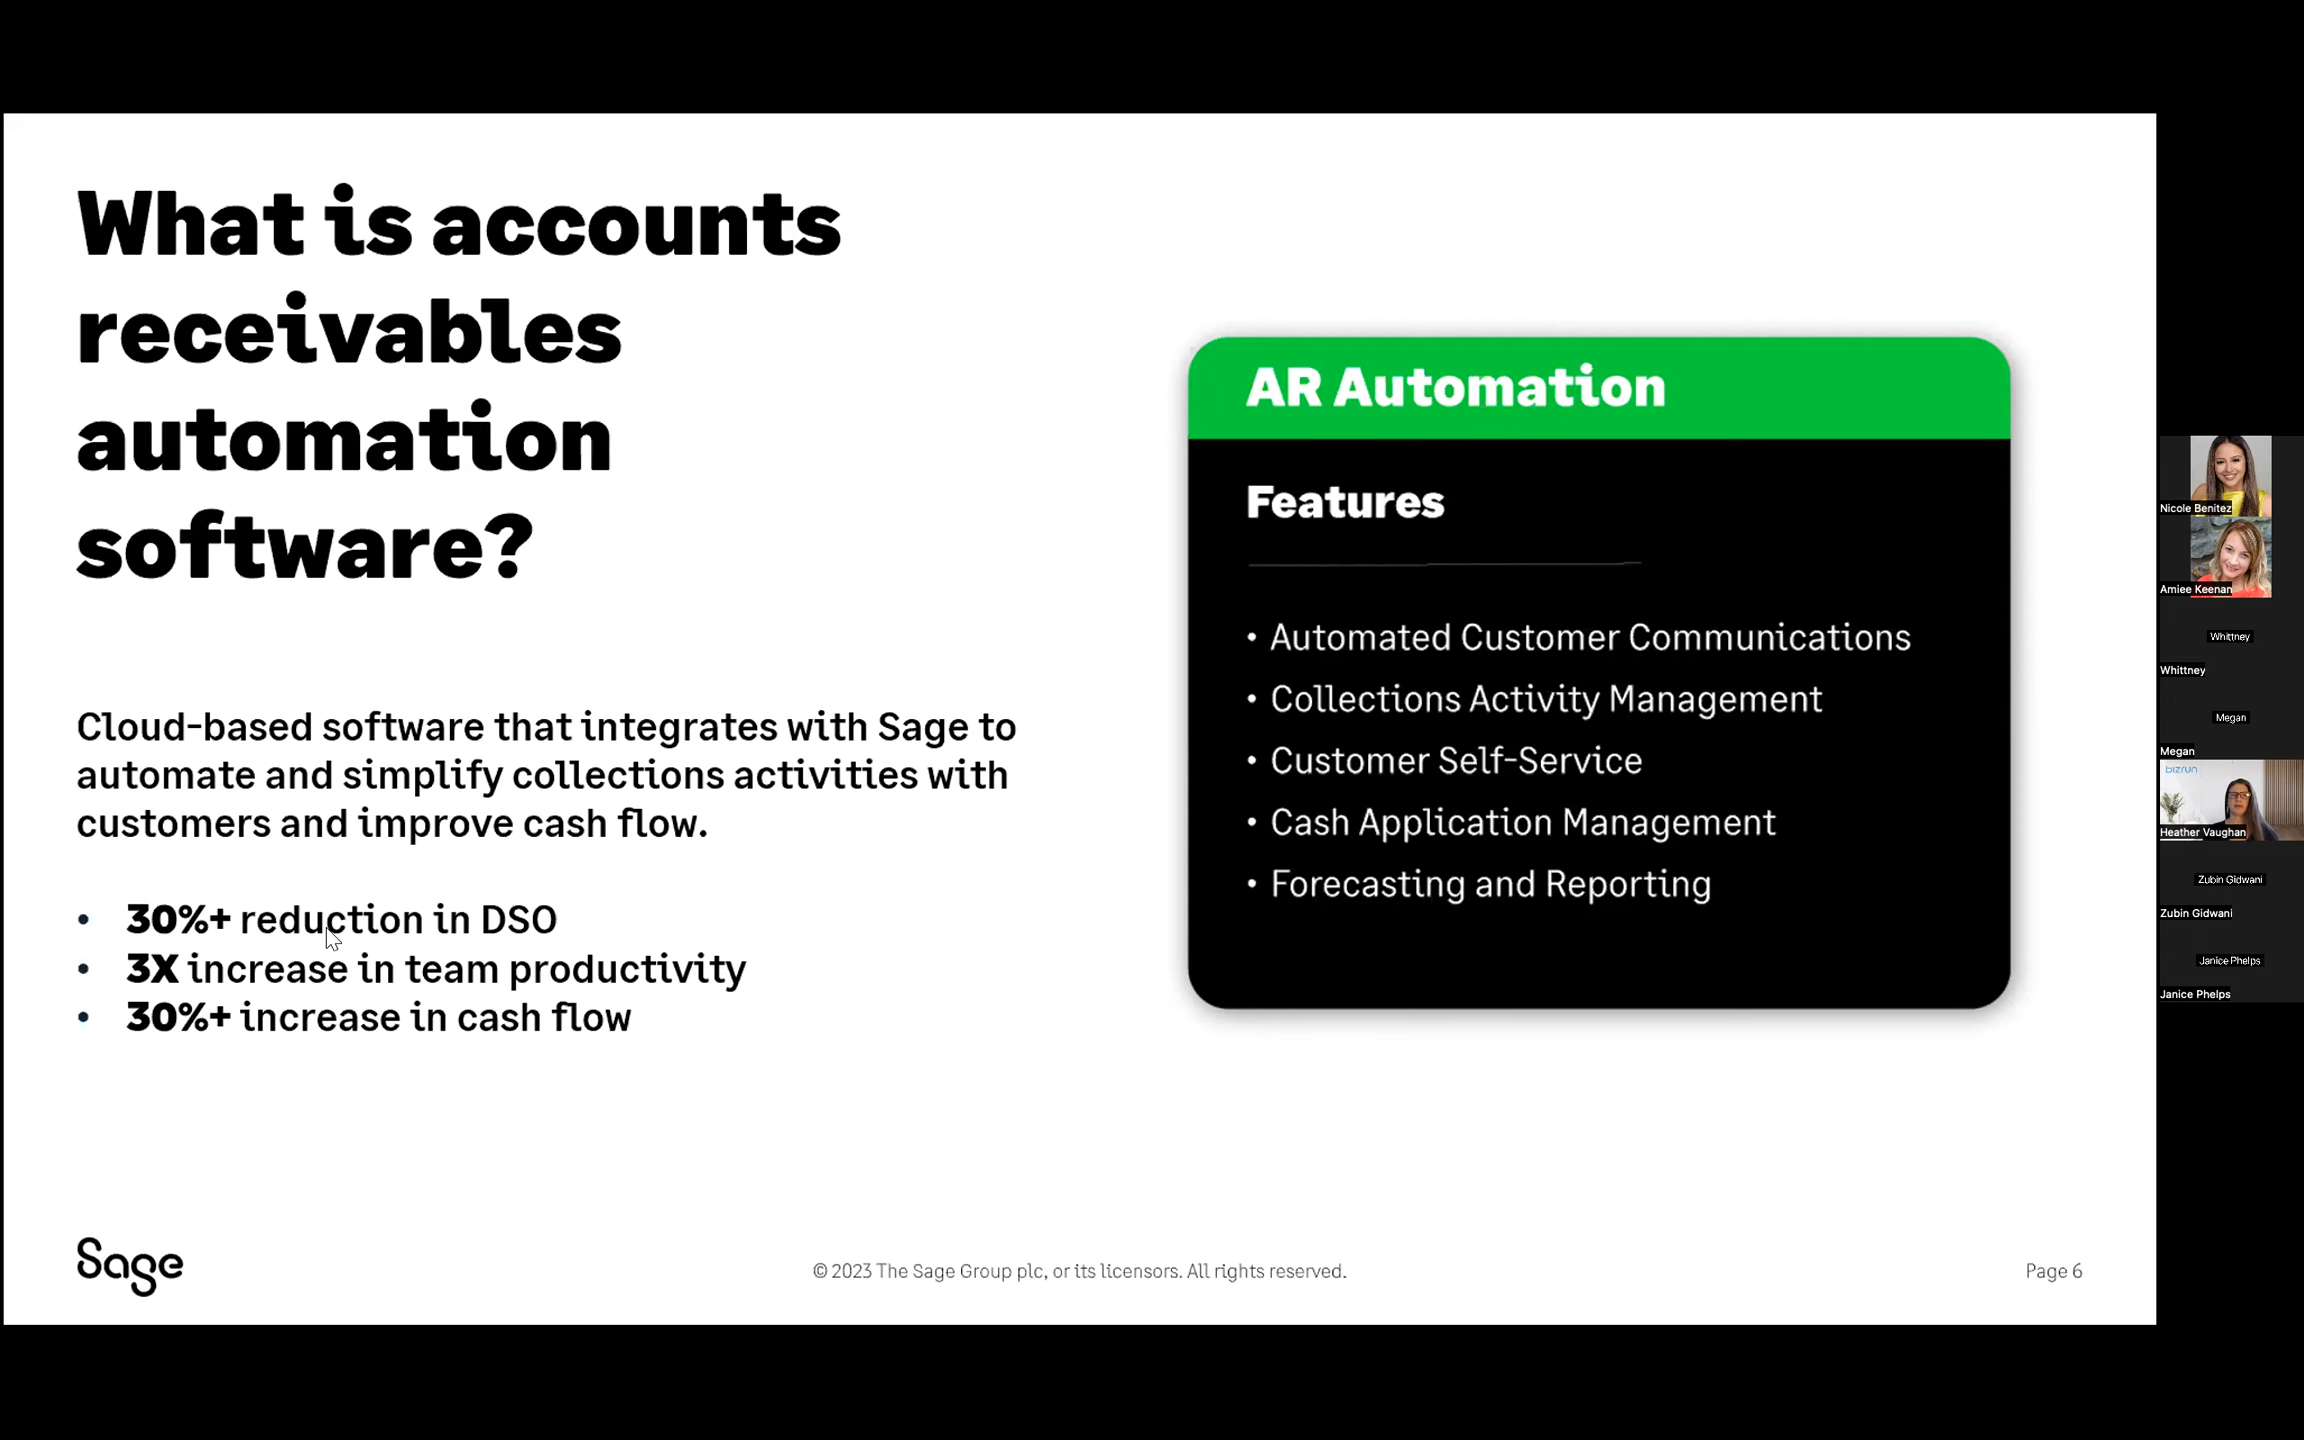 What is accounts
receivables
automation
software?
Cloud-based software that integrates with Sage to
automate and simplify collections activities with
customers and improve cash flow.
• 30%+ reduction in DSO
• 3X increase in team productivity
• 30%+ increase in cash flow
AR Automation
Features
• Automated Customer Communications
• Collections Activity Management
• Customer Self-Service
• Cash Application Management
• Forecasting and Reporting
Sage
© 2023 The Sage Group plc, or its licensors. All rights reserved.
Page 6
Nicole Benitez
Amiee Keenan
Whittney
Whittney
Megan
Megan
bizrun
Heather Vaughan
Zubin Gidwani
Zubin Gidwani
Janice Phelps
Janice Phelps